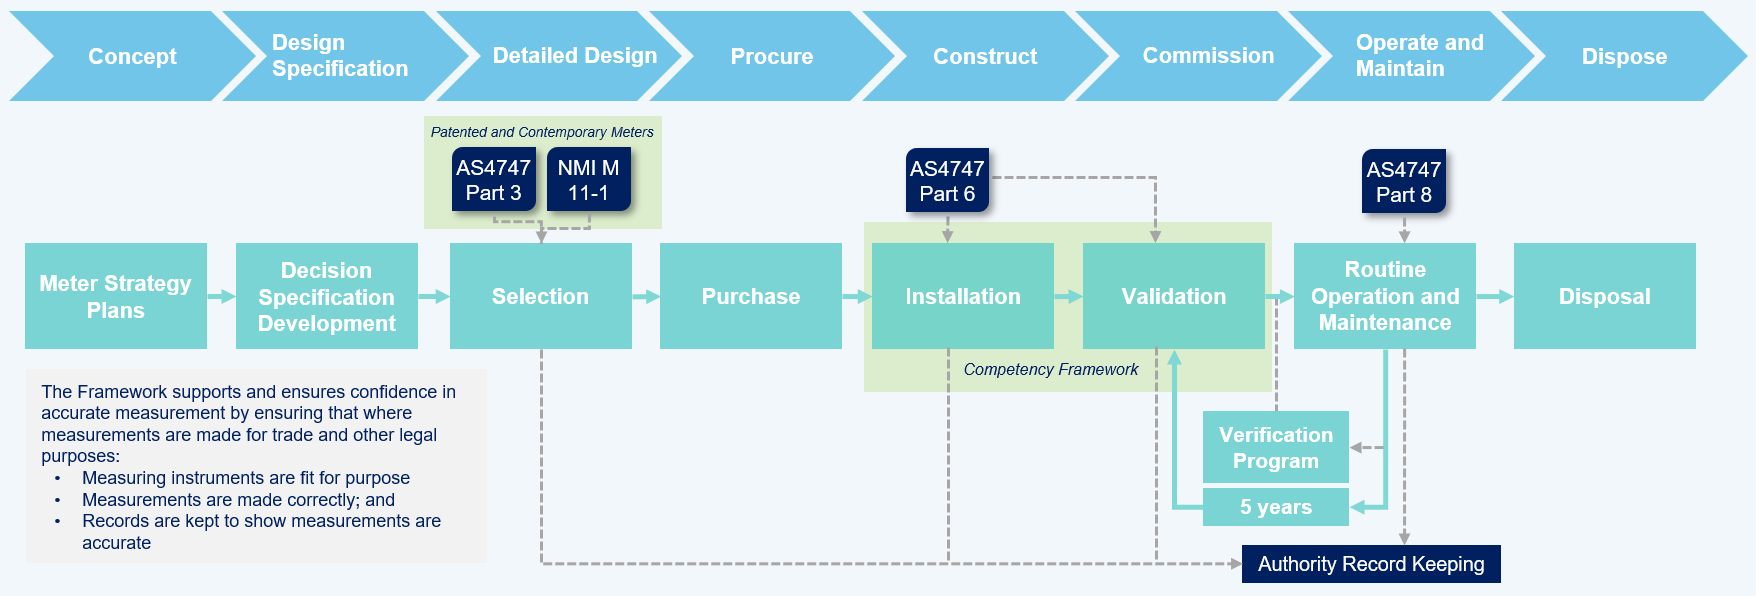 Concept
Design
Specification
Detailed Design
Procure
Construct
Commission
Operate and
Maintain
Dispose
Patented and Contemporary Meters
AS4747
Part 3
NMI M
11-1
AS4747
Part 6
AS4747
Part 8
Meter Strategy
Plans
Decision
Specification
Development
Selection
Purchase
Installation
Validation
Routine
Operation and
Maintenance
Disposal
Competency Framework
The Framework supports and ensures confidence in
accurate measurement by ensuring that where
measurements are made for trade and other legal
purposes:
• Measuring instruments are fit for purpose
• Measurements are made correctly; and
• Records are kept to show measurements are
accurate
Verification
Program
5 years
Authority Record Keeping